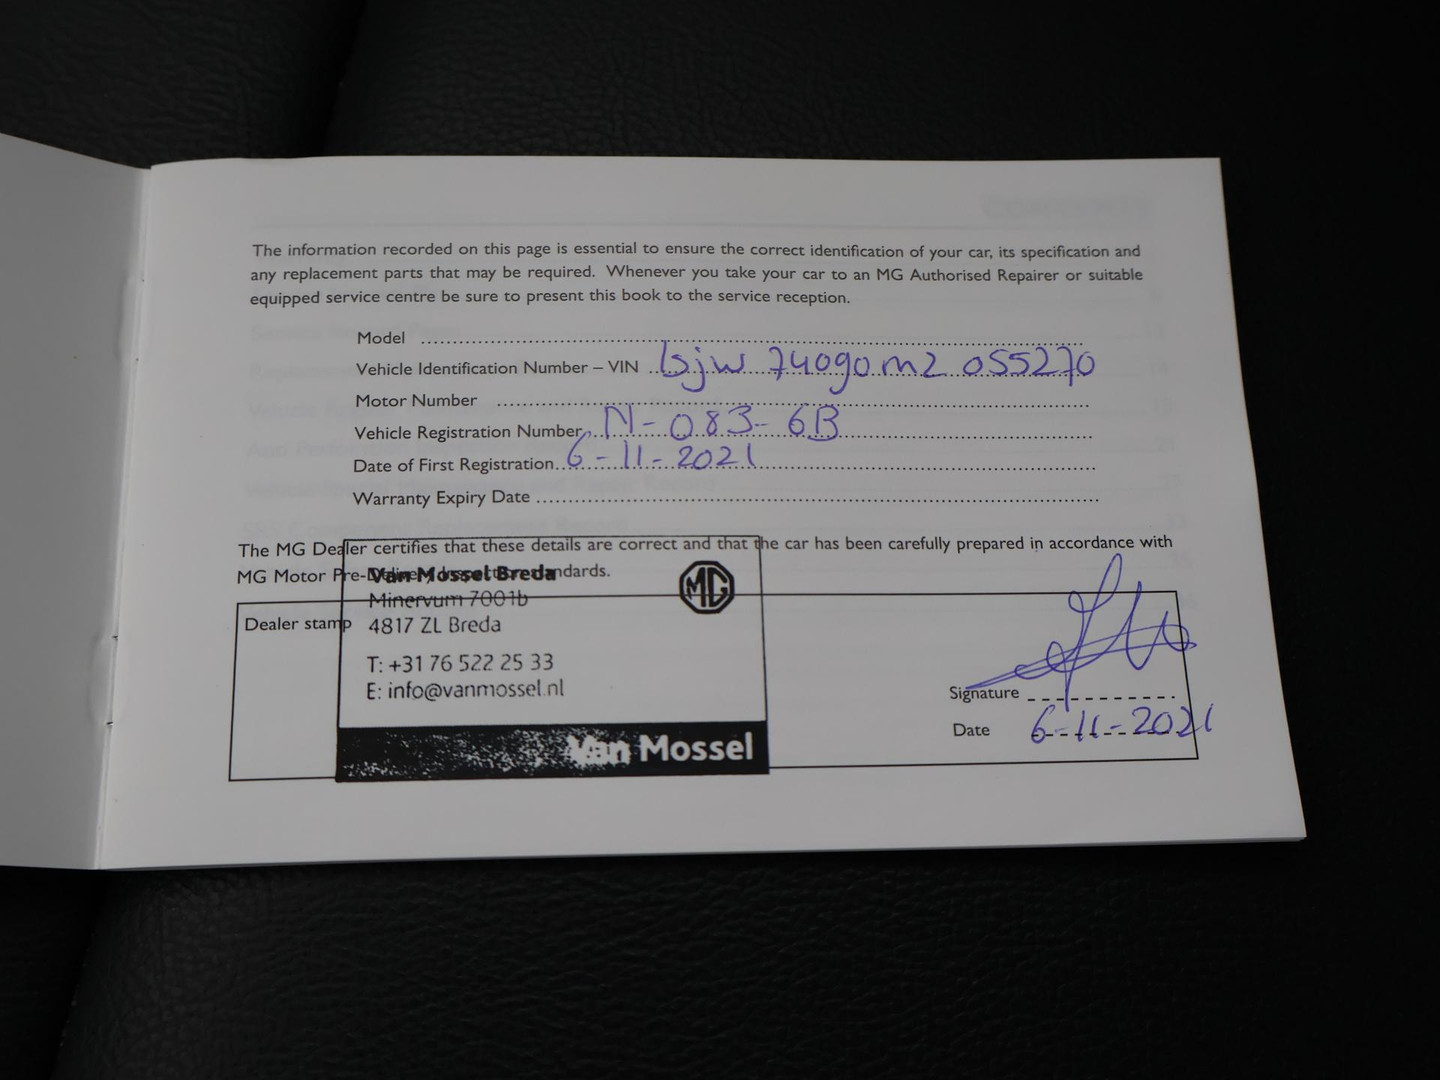 The information recorded on this page is essential to ensure the correct identification of your car, its specification and
any replacement parts that may be required. Whenever you take your car to an MG Authorised Repairer or suitable
equipped service centre be sure to present this book to the service reception.
Model ..........
Vehicle Identification Number – VIN lsjw 74090m2 055270
Motor Number ..........
Vehicle Registration Number N-083-6B
Date of First Registration 6-11-2021
Warranty Expiry Date ..........
The MG Dealer certifies that these details are correct and that the car has been carefully prepared in accordance with
MG Motor Pre-Delivery standards.
Van Mossel Breda
MG
Minervum 7001b
Dealer stamp
4817 ZL Breda
T: +31 76 522 25 33
E: info@vanmossel.nl
Van Mossel
Signature
Date 6-11-2021